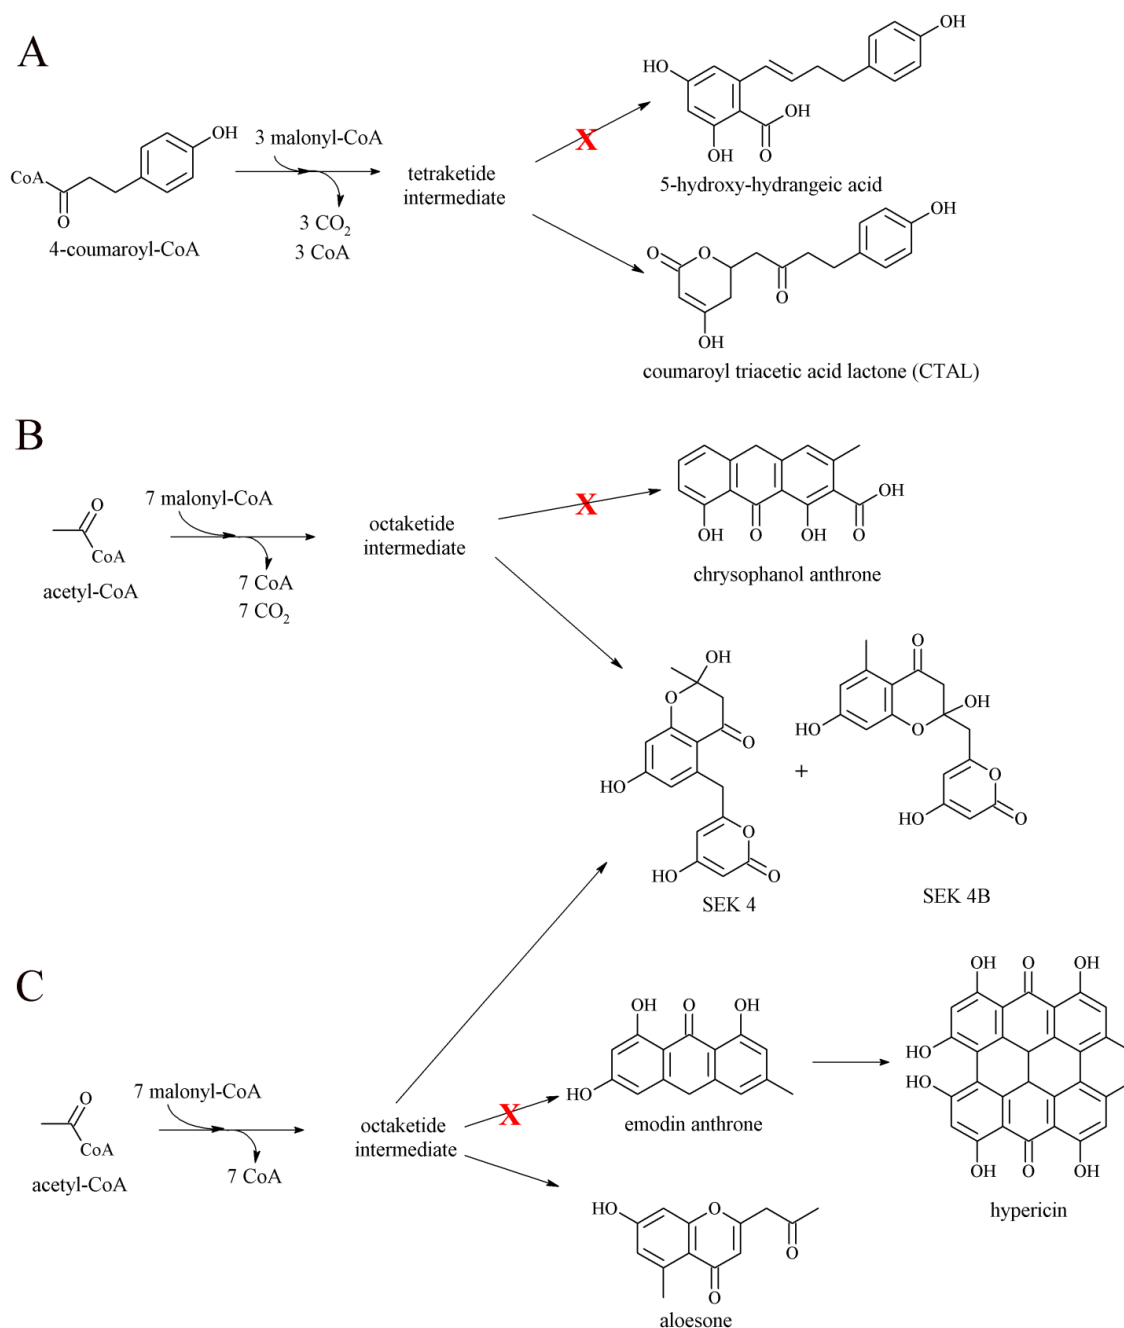 A
OH
CoA
O
4-coumaroyl-CoA
3 malonyl-CoA
3 CO2
3 CoA
tetraketide
intermediate
X
HO
OH
OH
O
OH
5-hydroxy-hydrangeic acid
O
O
OH
O
OH
coumaroyl triacetic acid lactone (CTAL)
B
O
CoA
acetyl-CoA
7 malonyl-CoA
7 CoA
7 CO2
octaketide
intermediate
X
OH
O
OH
O
OH
chrysophanol anthrone
OH
O
O
HO
O
HO
O
SEK 4
+
O
OH
HO
O
O
HO
O
SEK 4B
C
O
CoA
acetyl-CoA
7 malonyl-CoA
7 CoA
octaketide
intermediate
X
OH
O
OH
HO
emodin anthrone
OH
O
OH
HO
HO
OH
O
OH
hypericin
HO
O
O
O
aloesone